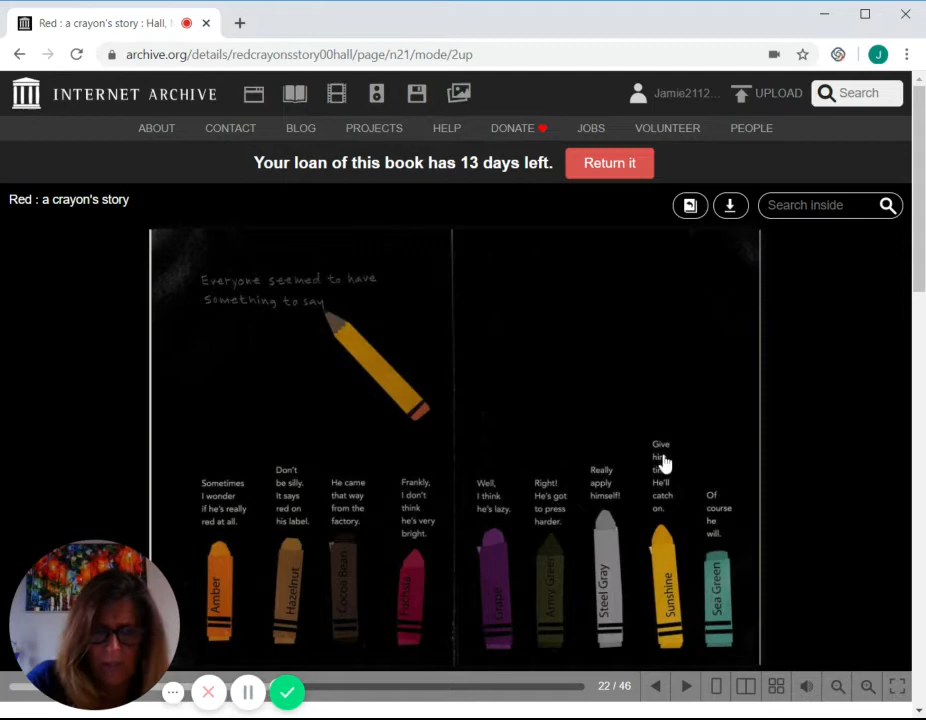 Red : a crayon's story : Hall, M
archive.org/details/redcrayonsstory00hall/page/n21/mode/2up
J
INTERNET ARCHIVE
Jamie2112...
UPLOAD
Search
ABOUT CONTACT BLOG PROJECTS HELP DONATE JOBS VOLUNTEER PEOPLE
Your loan of this book has 13 days left.
Return it
Red : a crayon's story
Search inside
Everyone seemed to have
something to say
Sometimes
I wonder
if he's really
red at all.
Don't
be silly.
It says
red on
his label.
He came
that way
from the
factory.
Frankly,
I don't
think
he's very
bright.
Well,
I think
he's lazy.
Right!
He's got
to press
harder.
Really
apply
himself!
Give
He'll
catch
on.
Of
course
he
will.
Amber
Hazelnut
Cocoa Bean
Fuchsia
Grape
Army Green
Steel Gray
Sunshine
Sea Green
22 / 46